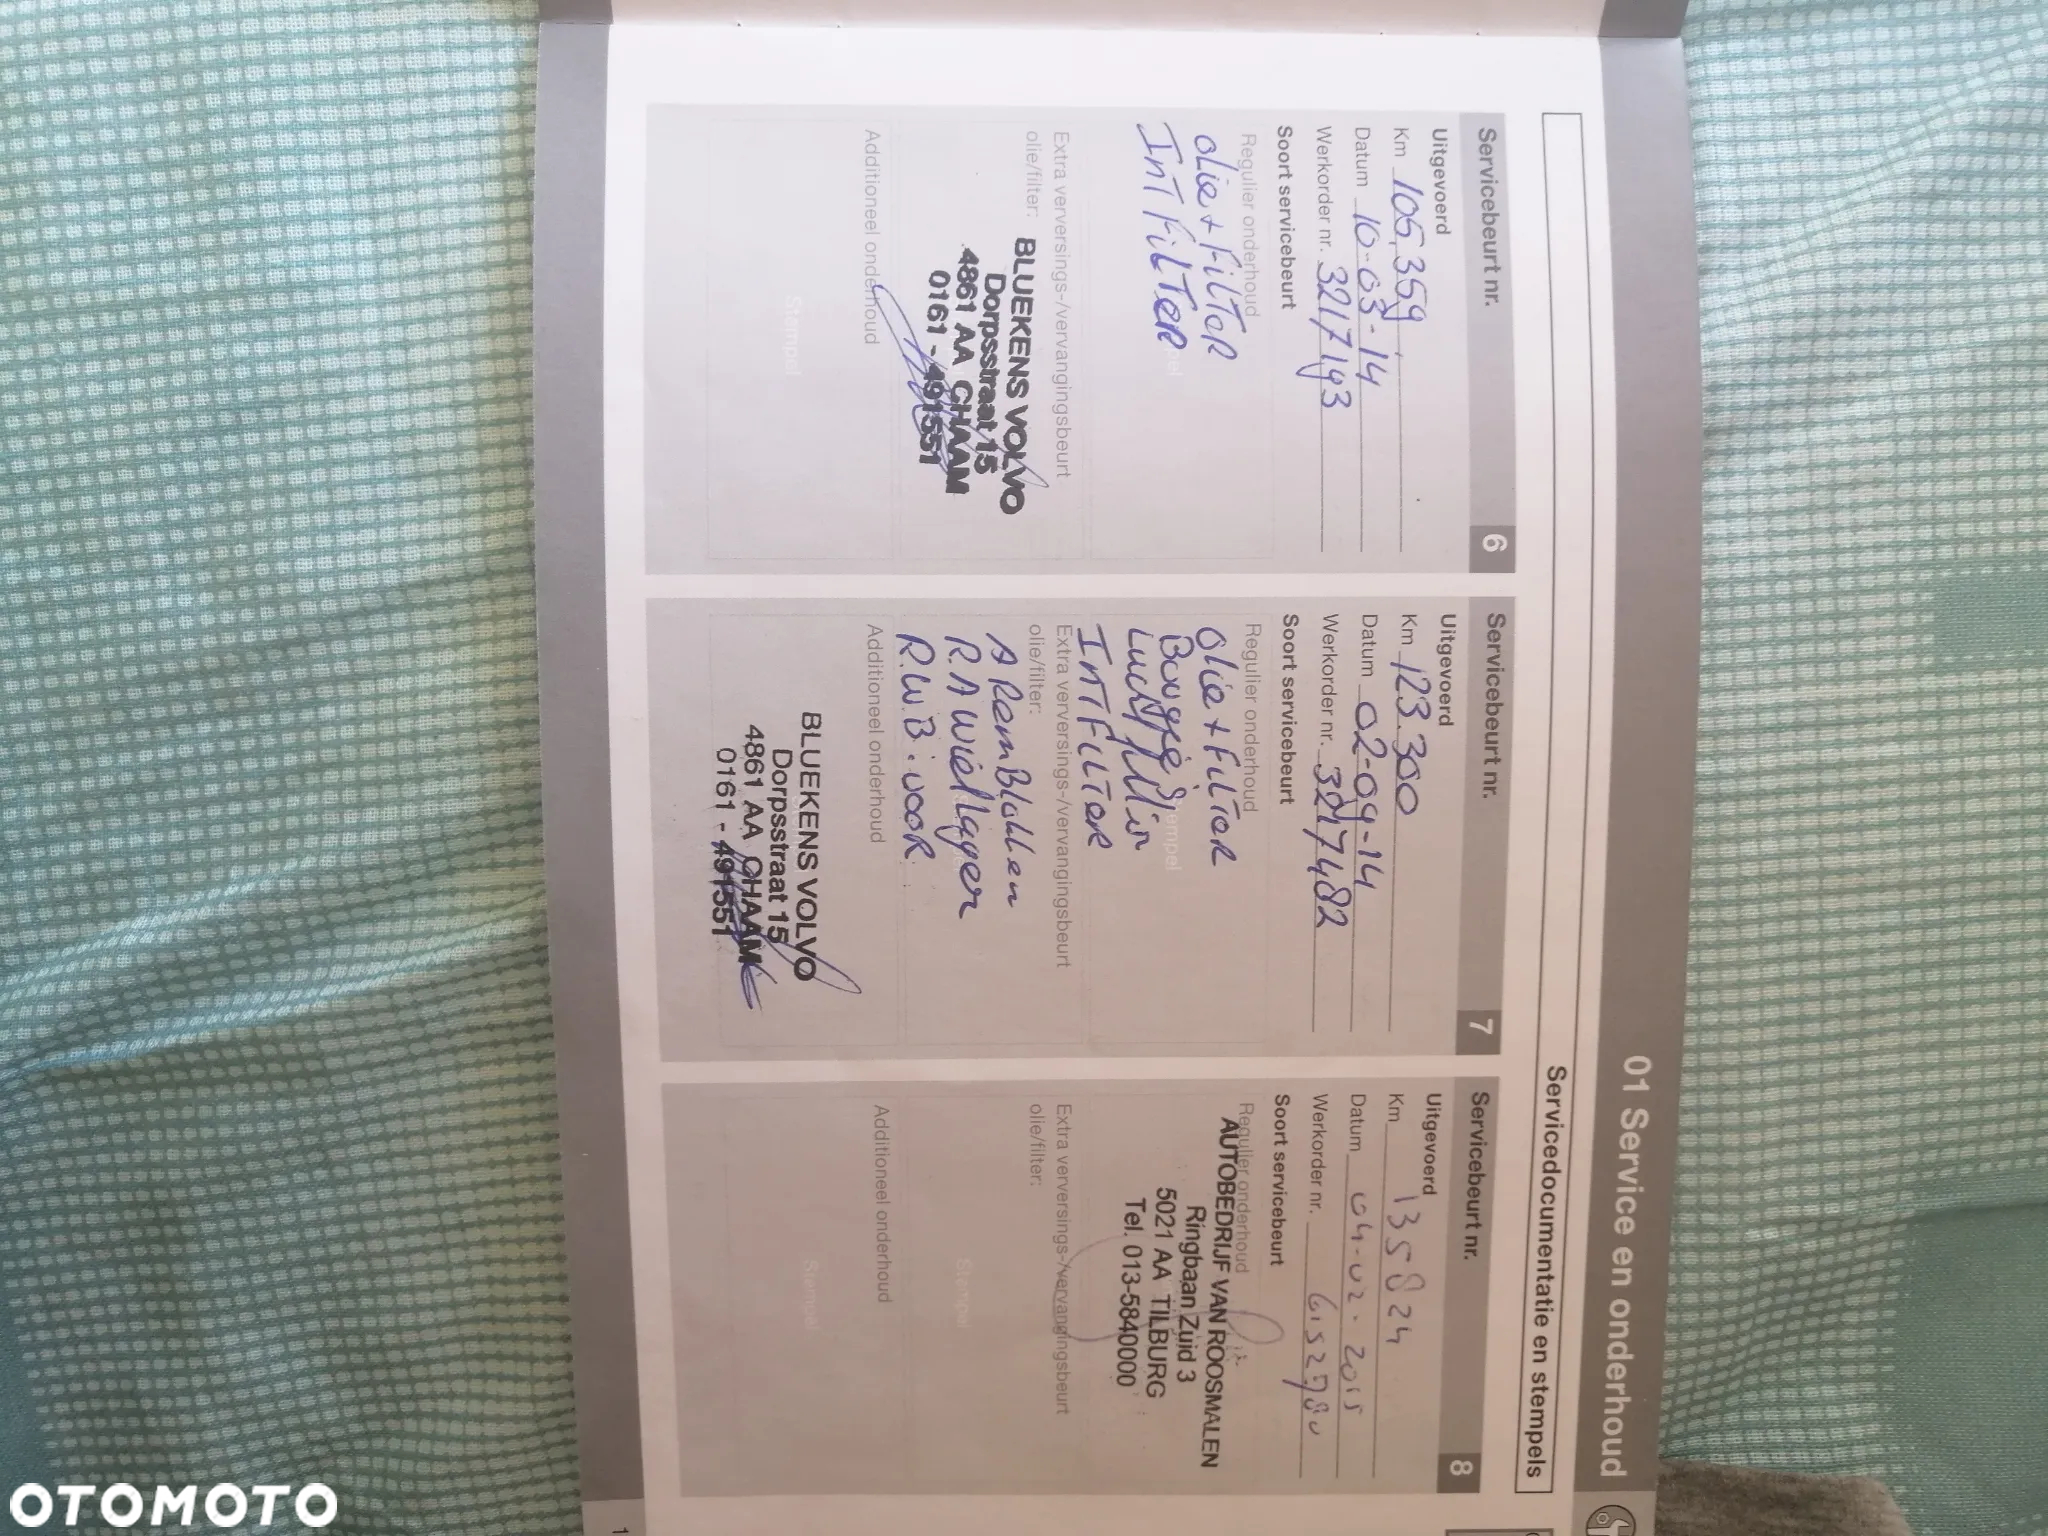 01 Service en onderhoud
Servicedocumentatie en stempels
Servicebeurt nr. 6
Uitgevoerd
Km 105.359
Datum 10-03-14
Werkorder nr. 3217193
Soort servicebeurt
Regulier onderhoud
Olie + FilTeR
InT FilTeR
Extra verversings-/vervangingsbeurt
olie/filter:
BLUEKENS VOLVO
Dorpsstraat 15
4861 AA CHAAM
0161 - 491551
Additioneel onderhoud
Stempel
Servicebeurt nr. 7
Uitgevoerd
Km 123.300
Datum 02-09-14
Werkorder nr. 3217482
Soort servicebeurt
Regulier onderhoud
Olie + FilTeR
Bougie's
InTFilTeR
Extra verversings-/vervangingsbeurt
olie/filter:
A RemBlokken
R.A wiellager
R.W.B. vooR.
Additioneel onderhoud
BLUEKENS VOLVO
Dorpsstraat 15
4861 AA CHAAM
0161 - 491551
Servicebeurt nr. 8
Uitgevoerd
Km 135824
Datum 04-02-2015
Werkorder nr.
Soort servicebeurt
Regulier onderhoud
AUTOBEDRIJF VAN ROOSMALEN
Ringbaan Zuid 3
5021 AA TILBURG
Tel. 013-5840000
Extra verversings-/vervangingsbeurt
olie/filter:
Stempel
Additioneel onderhoud
Stempel
OTOMOTO